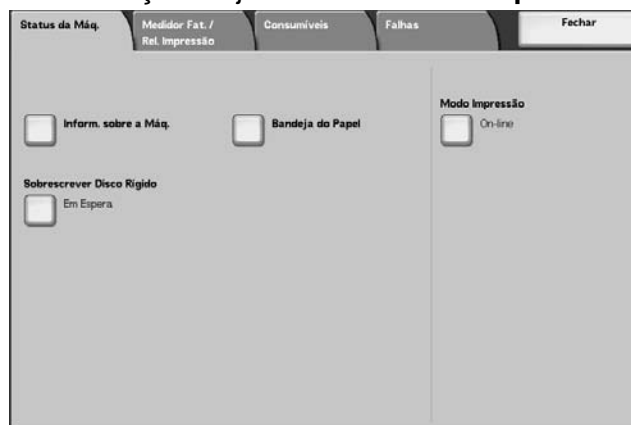 Status da Máq.
Medidor Fat. /
Rel. Impressão
Consumíveis
Falhas
Fechar
Inform. sobre a Máq.
Bandeja do Papel
Modo Impressão
On-line
Sobrescrever Disco Rígido
Em Espera